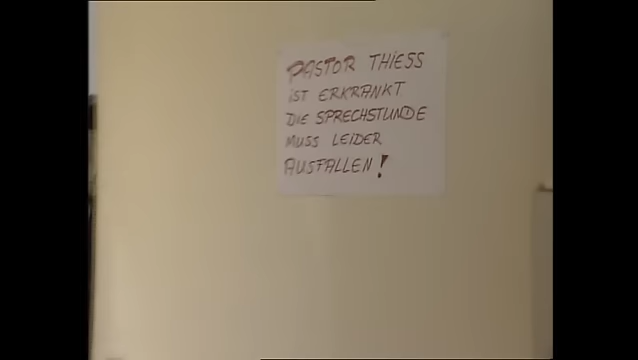 PASTOR THIESS
IST ERKRANKT
DIE SPRECHSTUNDE
MUSS LEIDER
AUSFALLEN!